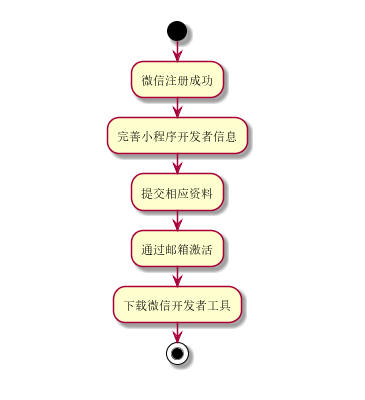 微信注册成功
完善小程序开发者信息
提交相应资料
通过邮箱激活
下载微信开发者工具